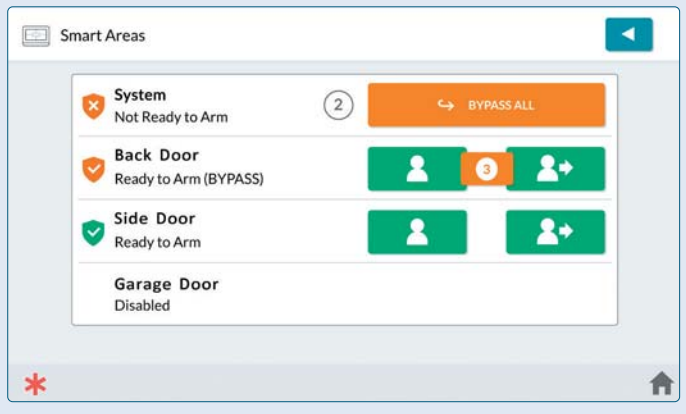 Smart Areas
System
Not Ready to Arm
2
BYPASS ALL
Back Door
Ready to Arm (BYPASS)
3
Side Door
Ready to Arm
Garage Door
Disabled